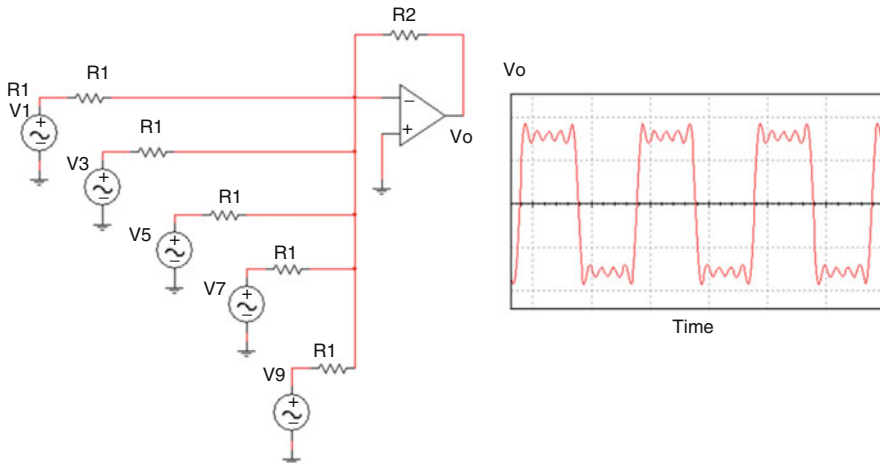 R2
Vo
R1
R1
V1
−
+
Vo
R1
V3
R1
V5
R1
V7
R1
V9
Time
+
−
+
−
+
−
+
−
+
−